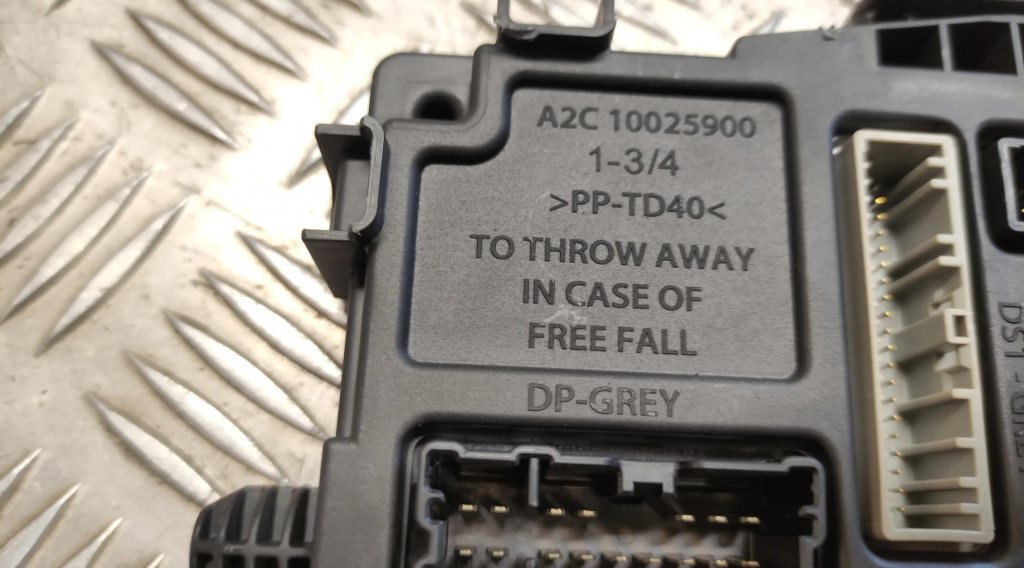 A2C 10025900
1-3/4
>PP-TD40<
TO THROW AWAY
IN CASE OF
FREE FALL
DP-GREY